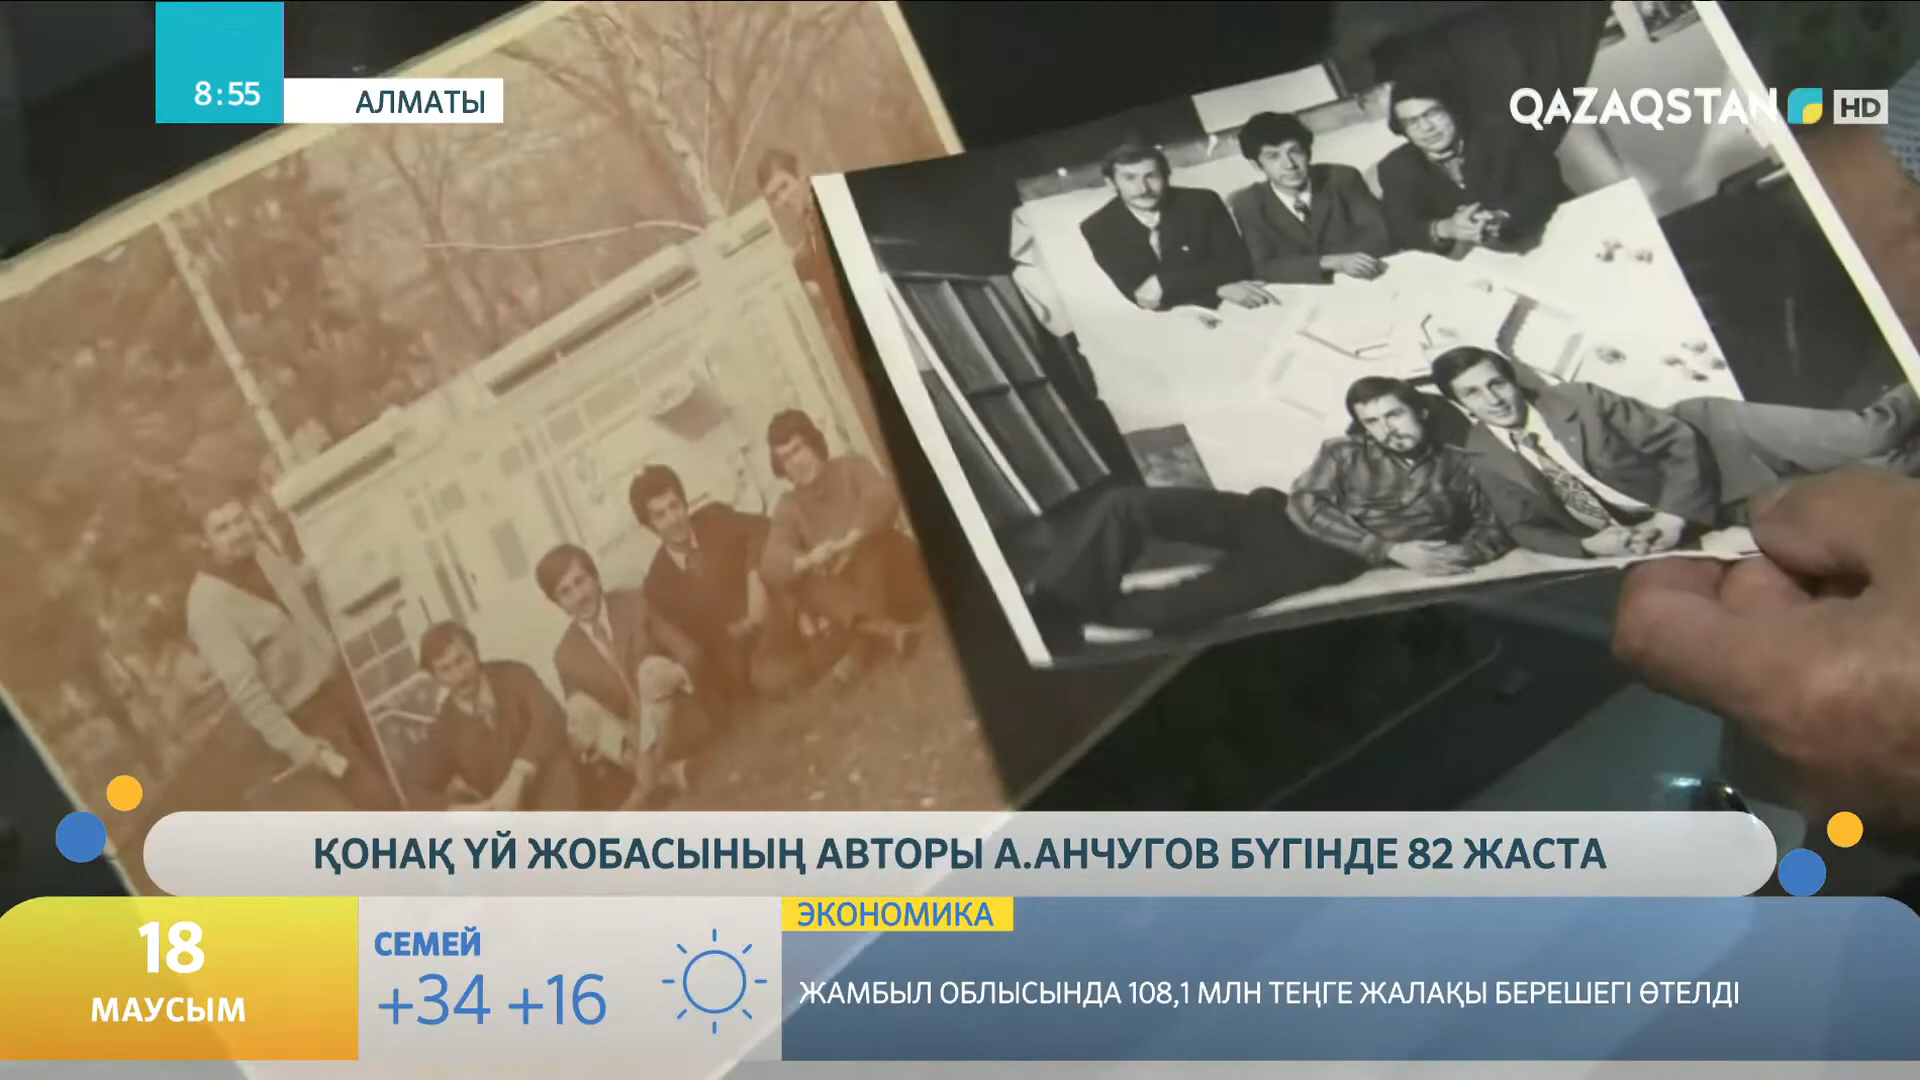 8:55
АЛМАТЫ
QAZAQSTAN HD
ҚОНАҚ ҮЙ ЖОБАСЫНЫҢ АВТОРЫ А.АНЧУГОВ БҮГІНДЕ 82 ЖАСТА
18
МАУСЫМ
СЕМЕЙ
+34 +16
ЭКОНОМИКА
ЖАМБЫЛ ОБЛЫСЫНДА 108,1 МЛН ТЕҢГЕ ЖАЛАҚЫ БЕРЕШЕГІ ӨТЕЛДІ